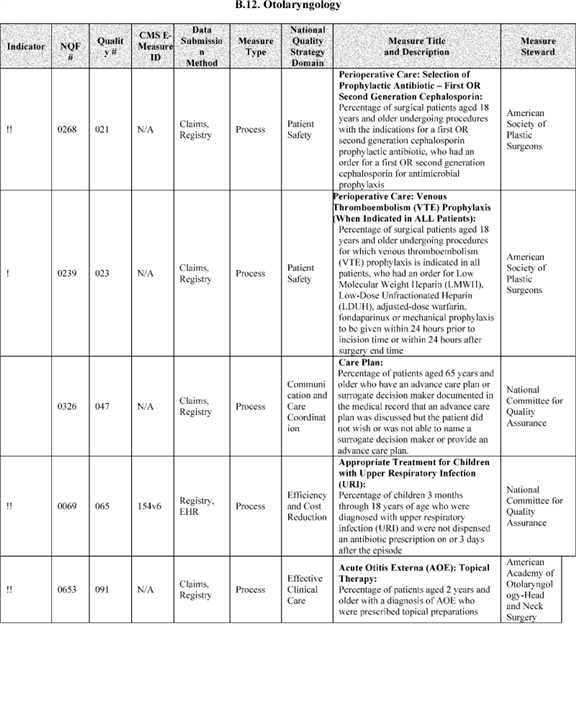 B.12. Otolaryngology
Indicator
NQF
#
Qualit
y #
CMS E-
Measure
ID
Data
Submissio
n
Method
Measure
Type
National
Quality
Strategy
Domain
Measure Title
and Description
Measure
Steward
!!
0268
021
N/A
Claims,
Registry
Process
Patient
Safety
Perioperative Care: Selection of
Prophylactic Antibiotic – First OR
Second Generation Cephalosporin:
Percentage of surgical patients aged 18
years and older undergoing procedures
with the indications for a first OR
second generation cephalosporin
prophylactic antibiotic, who had an
order for a first OR second generation
cephalosporin for antimicrobial
prophylaxis
American
Society of
Plastic
Surgeons
!
0239
023
N/A
Claims,
Registry
Process
Patient
Safety
Perioperative Care: Venous
Thromboembolism (VTE) Prophylaxis
(When Indicated in ALL Patients):
Percentage of surgical patients aged 18
years and older undergoing procedures
for which venous thromboembolism
(VTE) prophylaxis is indicated in all
patients, who had an order for Low
Molecular Weight Heparin (LMWH),
Low-Dose Unfractionated Heparin
(LDUH), adjusted-dose warfarin,
fondaparinux or mechanical prophylaxis
to be given within 24 hours prior to
incision time or within 24 hours after
surgery end time
American
Society of
Plastic
Surgeons
0326
047
N/A
Claims,
Registry
Process
Communi
cation and
Care
Coordinat
ion
Care Plan:
Percentage of patients aged 65 years and
older who have an advance care plan or
surrogate decision maker documented in
the medical record that an advance care
plan was discussed but the patient did
not wish or was not able to name a
surrogate decision maker or provide an
advance care plan.
National
Committee for
Quality
Assurance
!!
0069
065
154v6
Registry,
EHR
Process
Efficiency
and Cost
Reduction
Appropriate Treatment for Children
with Upper Respiratory Infection
(URI):
Percentage of children 3 months
through 18 years of age who were
diagnosed with upper respiratory
infection (URI) and were not dispensed
an antibiotic prescription on or 3 days
after the episode
National
Committee for
Quality
Assurance
!!
0653
091
N/A
Claims,
Registry
Process
Effective
Clinical
Care
Acute Otitis Externa (AOE): Topical
Therapy:
Percentage of patients aged 2 years and
older with a diagnosis of AOE who
were prescribed topical preparations
American
Academy of
Otolaryngol
ogy-Head
and Neck
Surgery